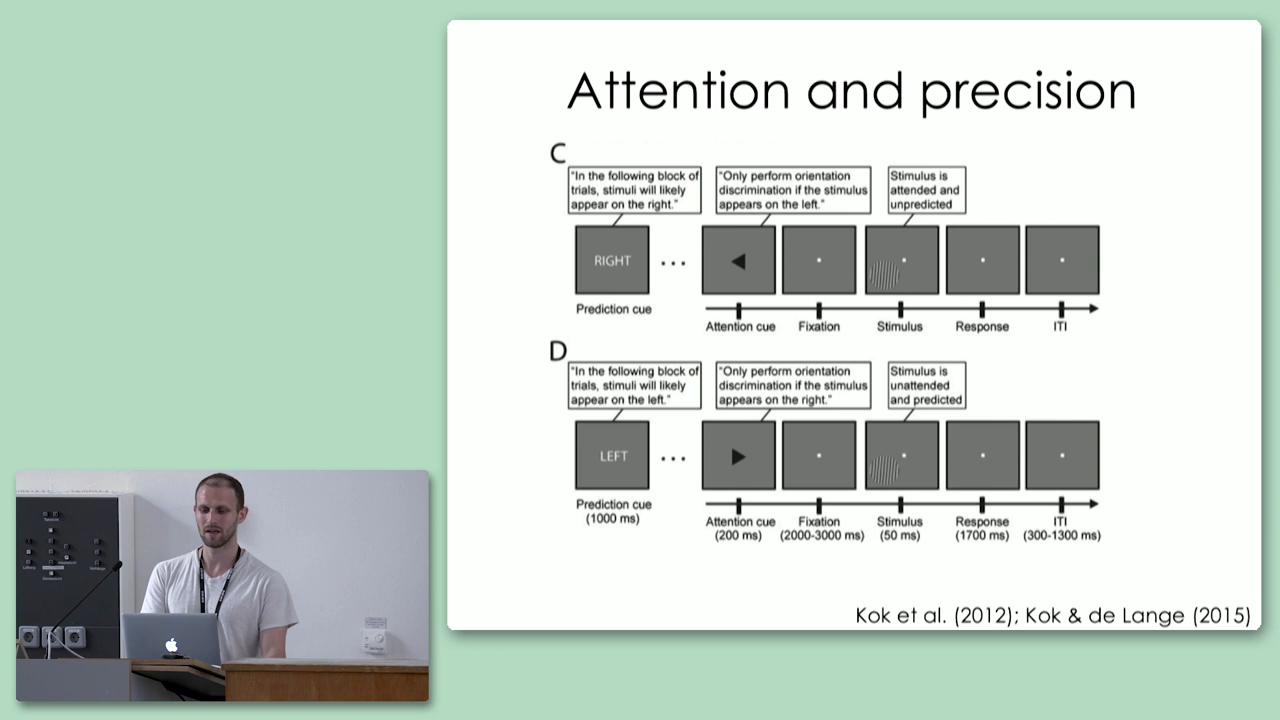 Attention and precision
C
"In the following block of
trials, stimuli will likely
appear on the right."
"Only perform orientation
discrimination if the stimulus
appears on the left."
Stimulus is
attended and
unpredicted
RIGHT
...
Prediction cue
Attention cue
Fixation
Stimulus
Response
ITI
D
"In the following block of
trials, stimuli will likely
appear on the left."
"Only perform orientation
discrimination if the stimulus
appears on the right."
Stimulus is
unattended
and predicted
LEFT
...
Prediction cue
(1000 ms)
Attention cue
(200 ms)
Fixation
(2000-3000 ms)
Stimulus
(50 ms)
Response
(1700 ms)
ITI
(300-1300 ms)
Kok et al. (2012); Kok & de Lange (2015)